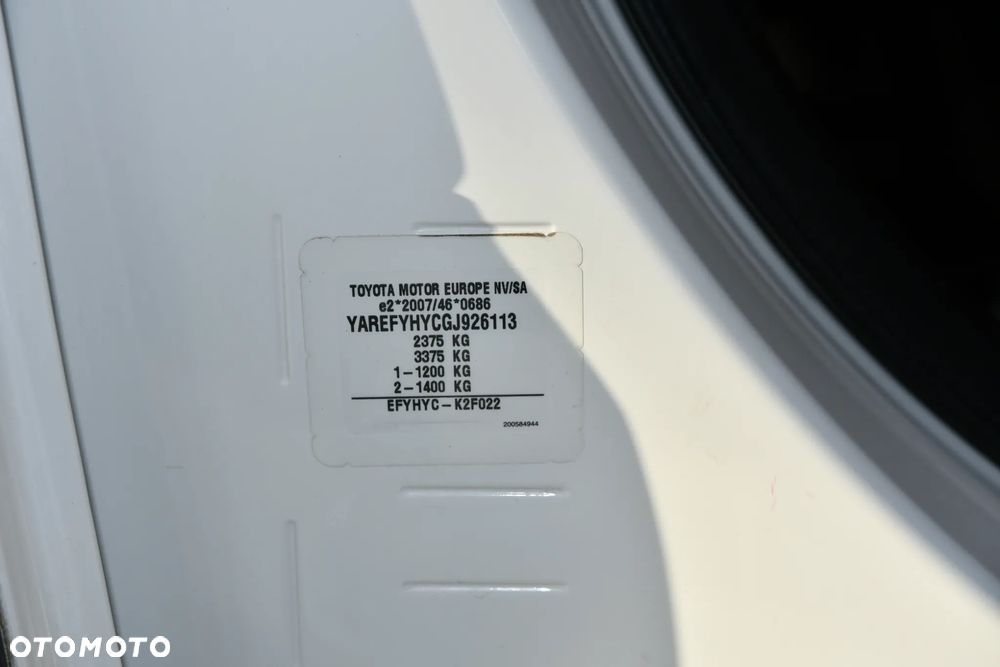 TOYOTA MOTOR EUROPE NV/SA
e2*2007/46*0686
YAREFYHYCGJ926113
2375 KG
3375 KG
1-1200 KG
2-1400 KG
EFYHYC-K2F022
200584944
OTOMOTO